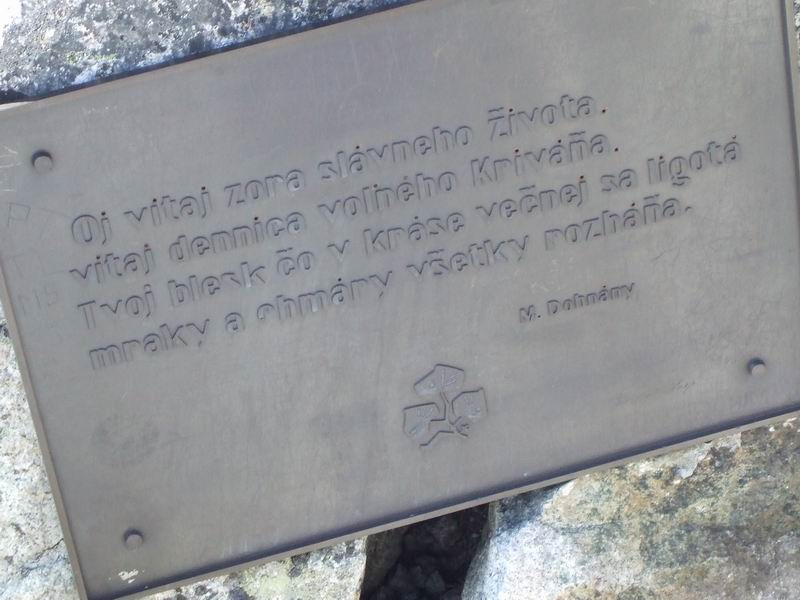 Oj vitaj zora slávneho života.
vitaj dennica voľného Kriváňa.
Tvoj blesk čo v kráse večnej sa ligotá
mraky a chmáry všetky rozháňa.
M. Dohnány